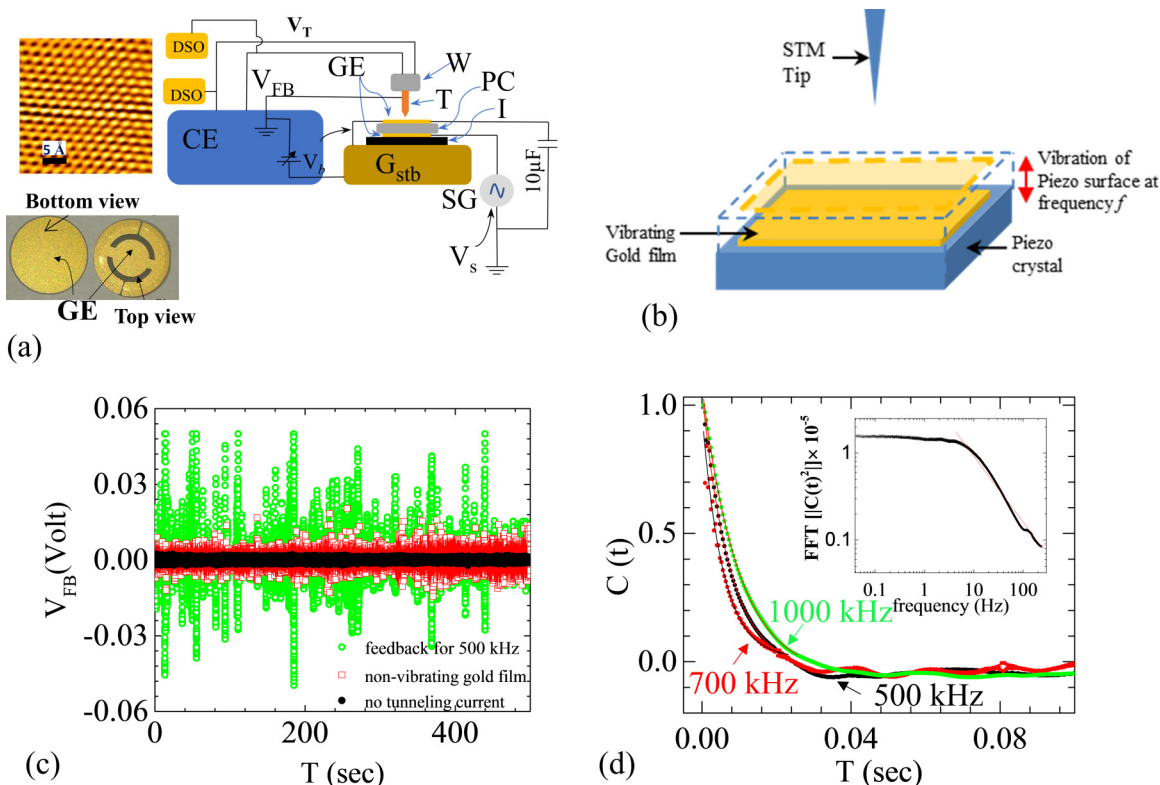 DSO
DSO
V_T
V_FB
GE
W
PC
T
I
CE
V_b
G_stb
10μF
SG
V_s
5 Å
Bottom view
GE
Top view
(a)
STM
Tip
Vibration of
Piezo surface at
frequency f
Vibrating
Gold film
Piezo
crystal
(b)
0.06
0.03
0.00
-0.03
-0.06
V_FB(Volt)
feedback for 500 kHz
non-vibrating gold film.
no tunneling current
0
200
400
T (sec)
(c)
1.0
0.5
0.0
C (t)
FFT ||C(t)²||× 10⁻⁵
1
0.1
0.1
1
10
100
frequency (Hz)
1000 kHz
700 kHz
500 kHz
0.00
0.04
0.08
T (sec)
(d)